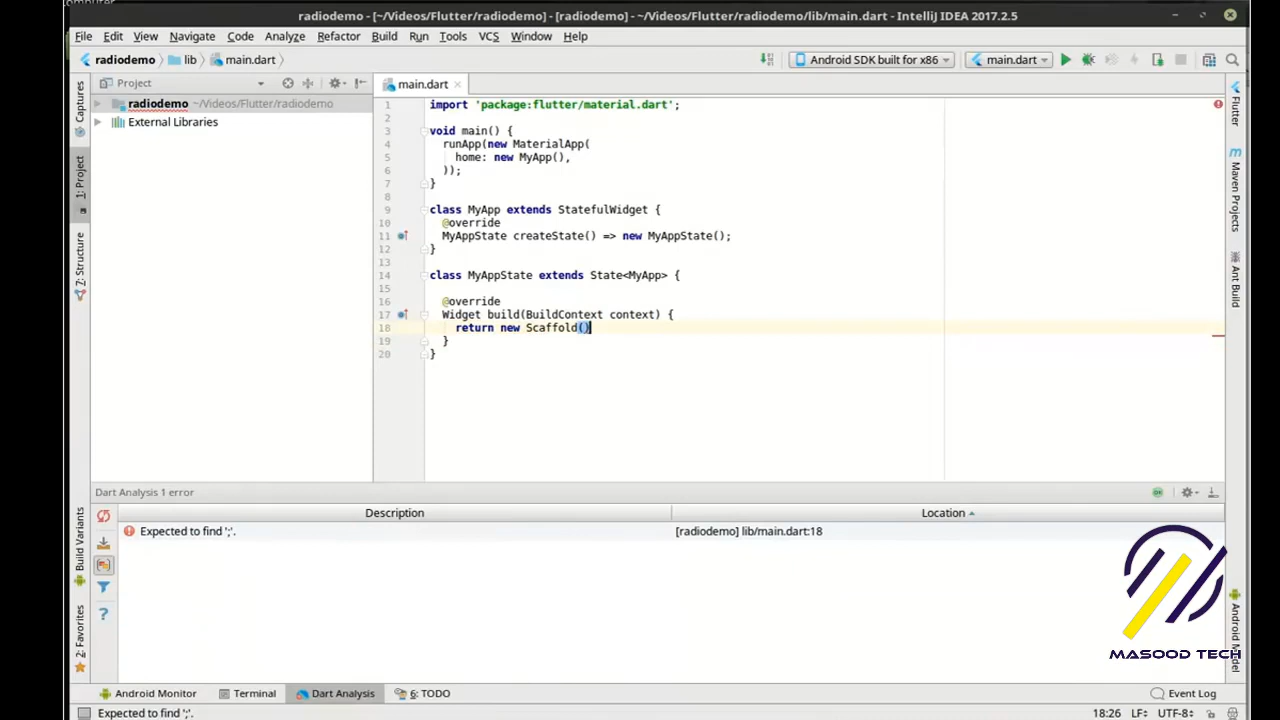 radiodemo - [~/Videos/Flutter/radiodemo] - [radiodemo] - ~/Videos/Flutter/radiodemo/lib/main.dart - IntelliJ IDEA 2017.2.5
File Edit View Navigate Code Analyze Refactor Build Run Tools VCS Window Help
radiodemo lib main.dart Android SDK built for x86 main.dart
Project main.dart
radiodemo ~/Videos/Flutter/radiodemo
External Libraries
Captures
1: Project
7: Structure
Build Variants
2: Favorites
1 import 'package:flutter/material.dart';
2
3 void main() {
4 runApp(new MaterialApp(
5 home: new MyApp(),
6 ));
7 }
8
9 class MyApp extends StatefulWidget {
10 @override
11 MyAppState createState() => new MyAppState();
12 }
13
14 class MyAppState extends State<MyApp> {
15
16 @override
17 Widget build(BuildContext context) {
18 return new Scaffold()
19 }
20 }
Flutter
Maven Projects
Ant Build
Android Model
Dart Analysis 1 error
Description Location
Expected to find ';'. [radiodemo] lib/main.dart:18
MASOOD TECH
Android Monitor Terminal Dart Analysis 6: TODO Event Log
Expected to find ';'. 18:26 LF÷ UTF-8÷